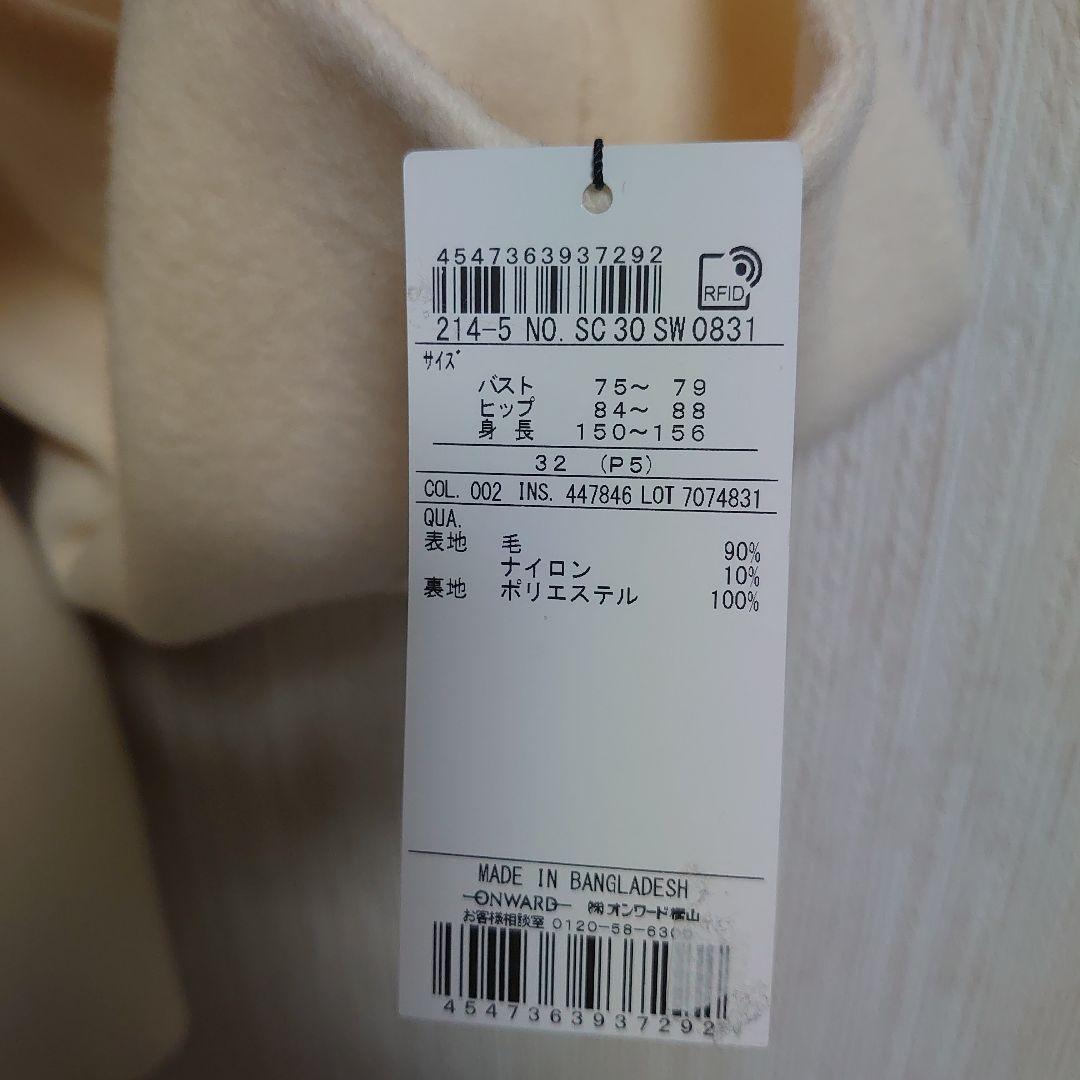 4547363937292
RFID
214-5 NO. SC 30 SW 0831
サイズ
バスト 75～ 79
ヒップ 84～ 88
身長 150～156
32 (P5)
COL. 002 INS. 447846 LOT 7074831
QUA.
表地 毛 90%
ナイロン 10%
裏地 ポリエステル 100%
MADE IN BANGLADESH
ONWARD ㈱オンワード樫山
お客様相談室 0120-58-630
4547363937292